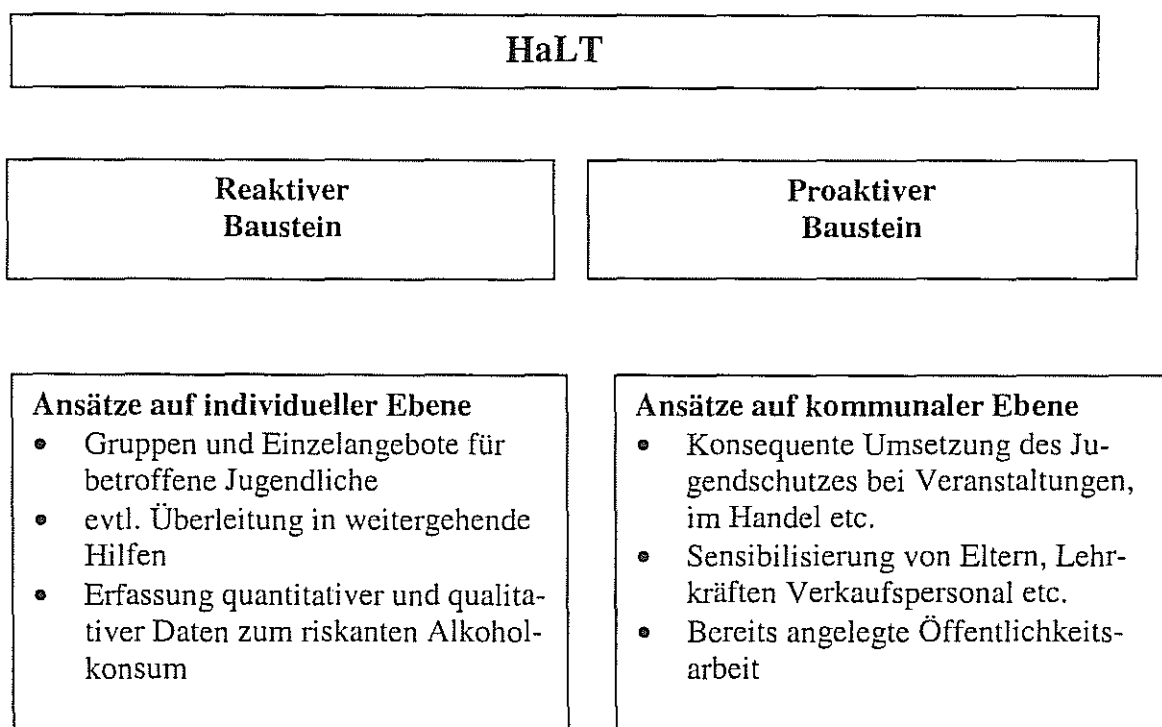 HaLT
Reaktiver
Baustein
Proaktiver
Baustein
Ansätze auf individueller Ebene
• Gruppen und Einzelangebote für
betroffene Jugendliche
• evtl. Überleitung in weitergehende
Hilfen
• Erfassung quantitativer und qualita-
tiver Daten zum riskanten Alkohol-
konsum
Ansätze auf kommunaler Ebene
• Konsequente Umsetzung des Ju-
gendschutzes bei Veranstaltungen,
im Handel etc.
• Sensibilisierung von Eltern, Lehr-
kräften Verkaufspersonal etc.
• Bereits angelegte Öffentlichkeits-
arbeit